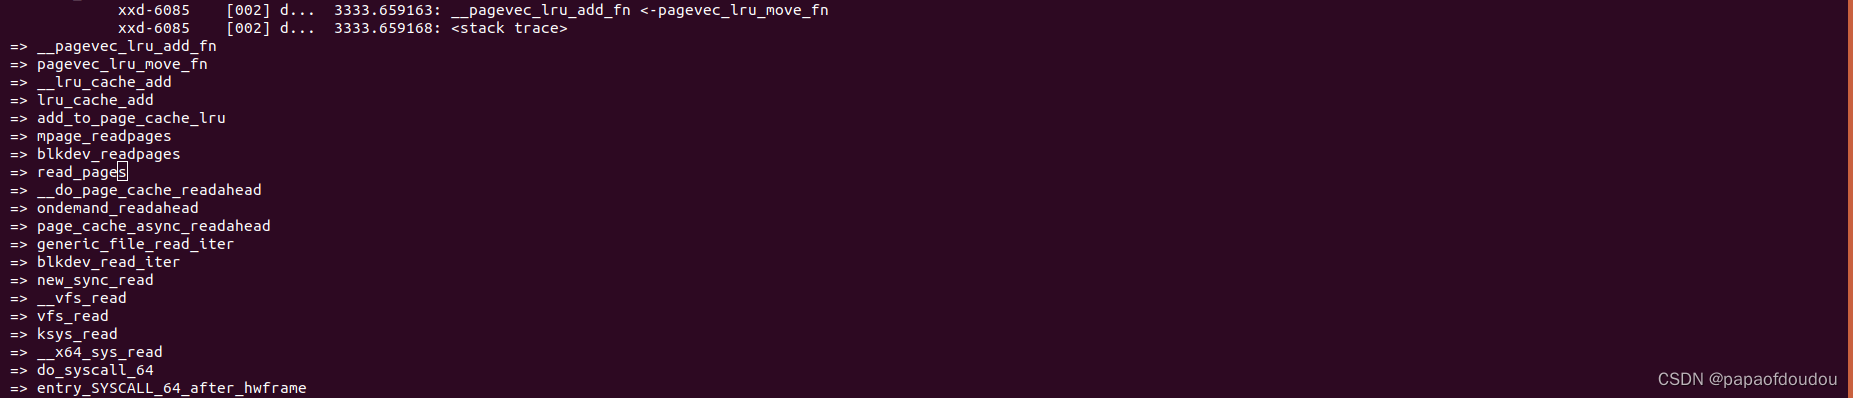 xxd-6085    [002] d...  3333.659163: __pagevec_lru_add_fn <-pagevec_lru_move_fn
xxd-6085    [002] d...  3333.659168: <stack trace>
=> __pagevec_lru_add_fn
=> pagevec_lru_move_fn
=> __lru_cache_add
=> lru_cache_add
=> add_to_page_cache_lru
=> mpage_readpages
=> blkdev_readpages
=> read_pages
=> __do_page_cache_readahead
=> ondemand_readahead
=> page_cache_async_readahead
=> generic_file_read_iter
=> blkdev_read_iter
=> new_sync_read
=> __vfs_read
=> vfs_read
=> ksys_read
=> __x64_sys_read
=> do_syscall_64
=> entry_SYSCALL_64_after_hwframe
CSDN @papaofdoudou